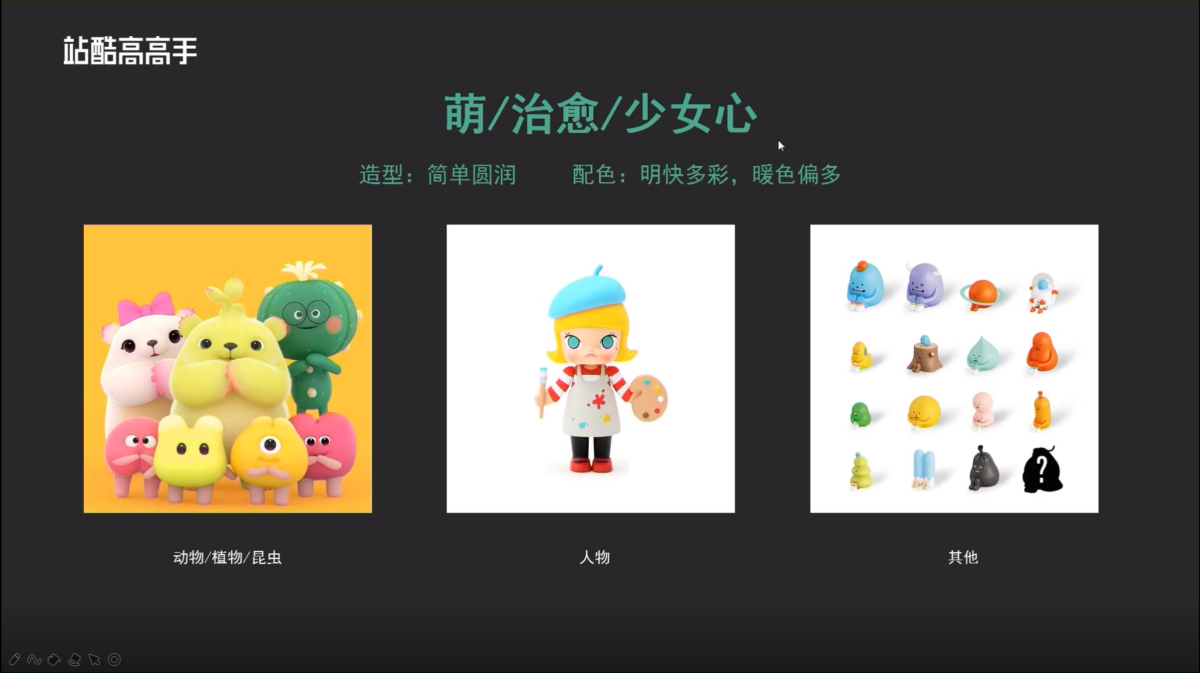 站酷高高手
萌/治愈/少女心
造型：简单圆润 配色：明快多彩，暖色偏多
?
动物/植物/昆虫 人物 其他